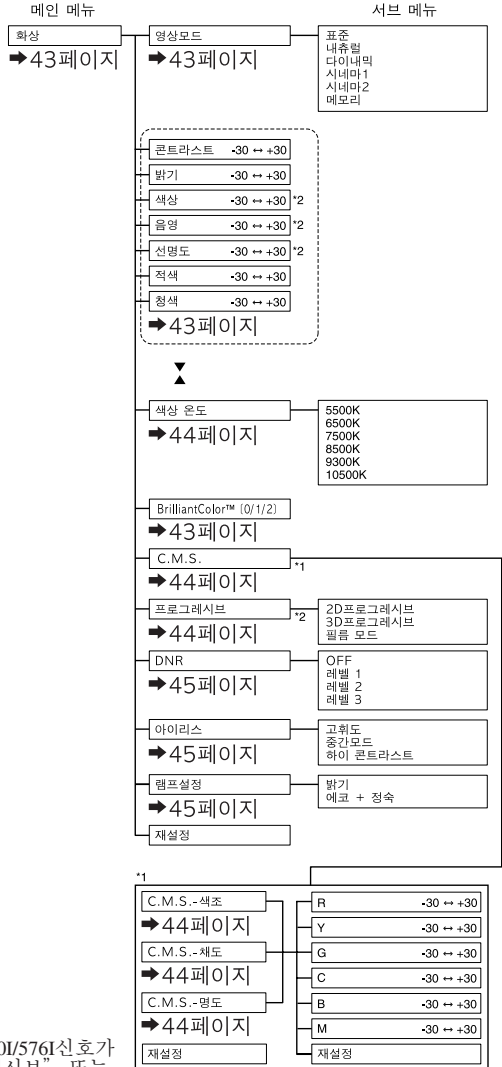 메인 메뉴
서브 메뉴
화상
➡43페이지
영상모드
➡43페이지
표준
내츄럴
다이내믹
시네마1
시네마2
메모리
콘트라스트 -30 ↔ +30
밝기 -30 ↔ +30
색상 -30 ↔ +30 *2
음영 -30 ↔ +30 *2
선명도 -30 ↔ +30 *2
적색 -30 ↔ +30
청색 -30 ↔ +30
➡43페이지
색상 온도
➡44페이지
5500K
6500K
7500K
8500K
9300K
10500K
BrilliantColor™ (0/1/2)
➡43페이지
C.M.S. *1
➡44페이지
프로그레시브 *2
➡44페이지
2D프로그레시브
3D프로그레시브
필름 모드
DNR
➡45페이지
OFF
레벨 1
레벨 2
레벨 3
아이리스
➡45페이지
고휘도
중간모드
하이 콘트라스트
램프설정
➡45페이지
밝기
에코 + 정숙
재설정
*1
C.M.S.-색조
➡44페이지
C.M.S.-채도
➡44페이지
C.M.S.-명도
➡44페이지
재설정
R -30 ↔ +30
Y -30 ↔ +30
G -30 ↔ +30
C -30 ↔ +30
B -30 ↔ +30
M -30 ↔ +30
재설정
0I/576I신호가